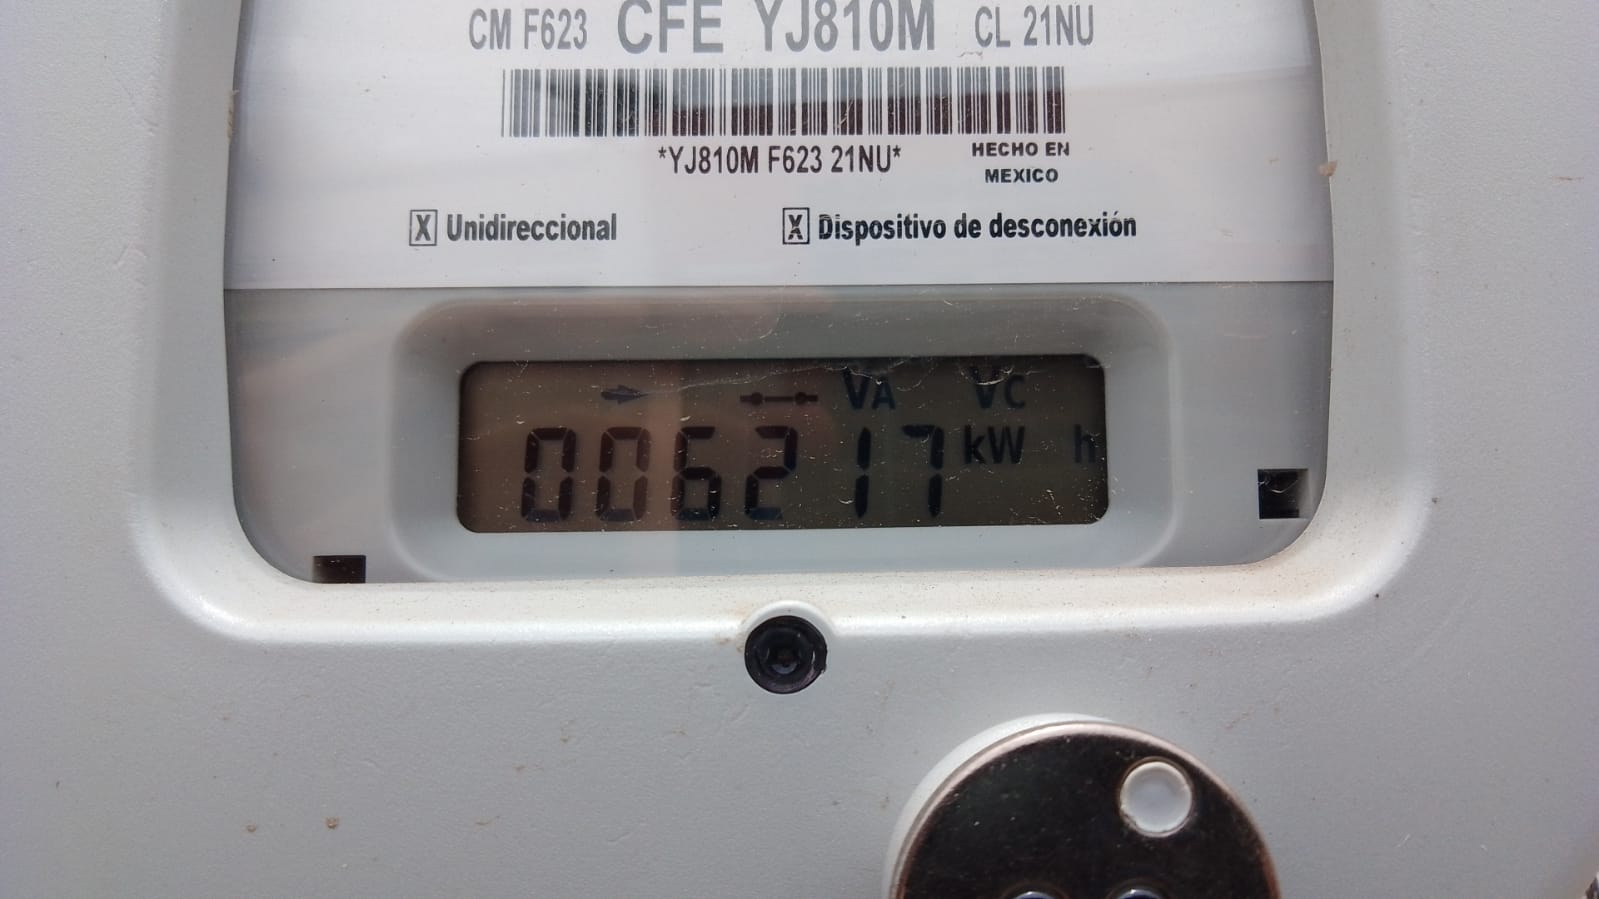 CM F623 CFE YJ810M CL 21NU
*YJ810M F623 21NU*
HECHO EN
MEXICO
X Unidireccional
X Dispositivo de desconexión
VA VC
006217 kW h